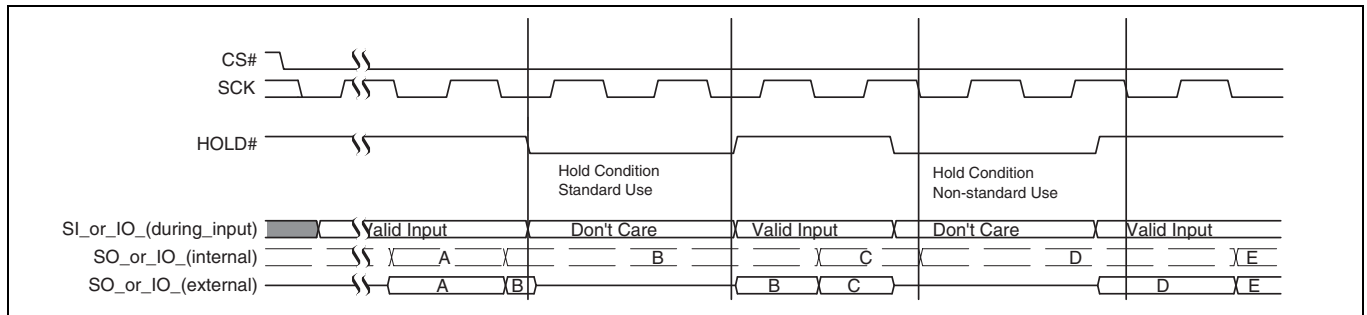 CS#
SCK
HOLD#
Hold Condition
Standard Use
Hold Condition
Non-standard Use
SI_or_IO_(during_input) Valid Input Don't Care Valid Input Don't Care Valid Input
SO_or_IO_(internal) A B C D E
SO_or_IO_(external) A B B C D E